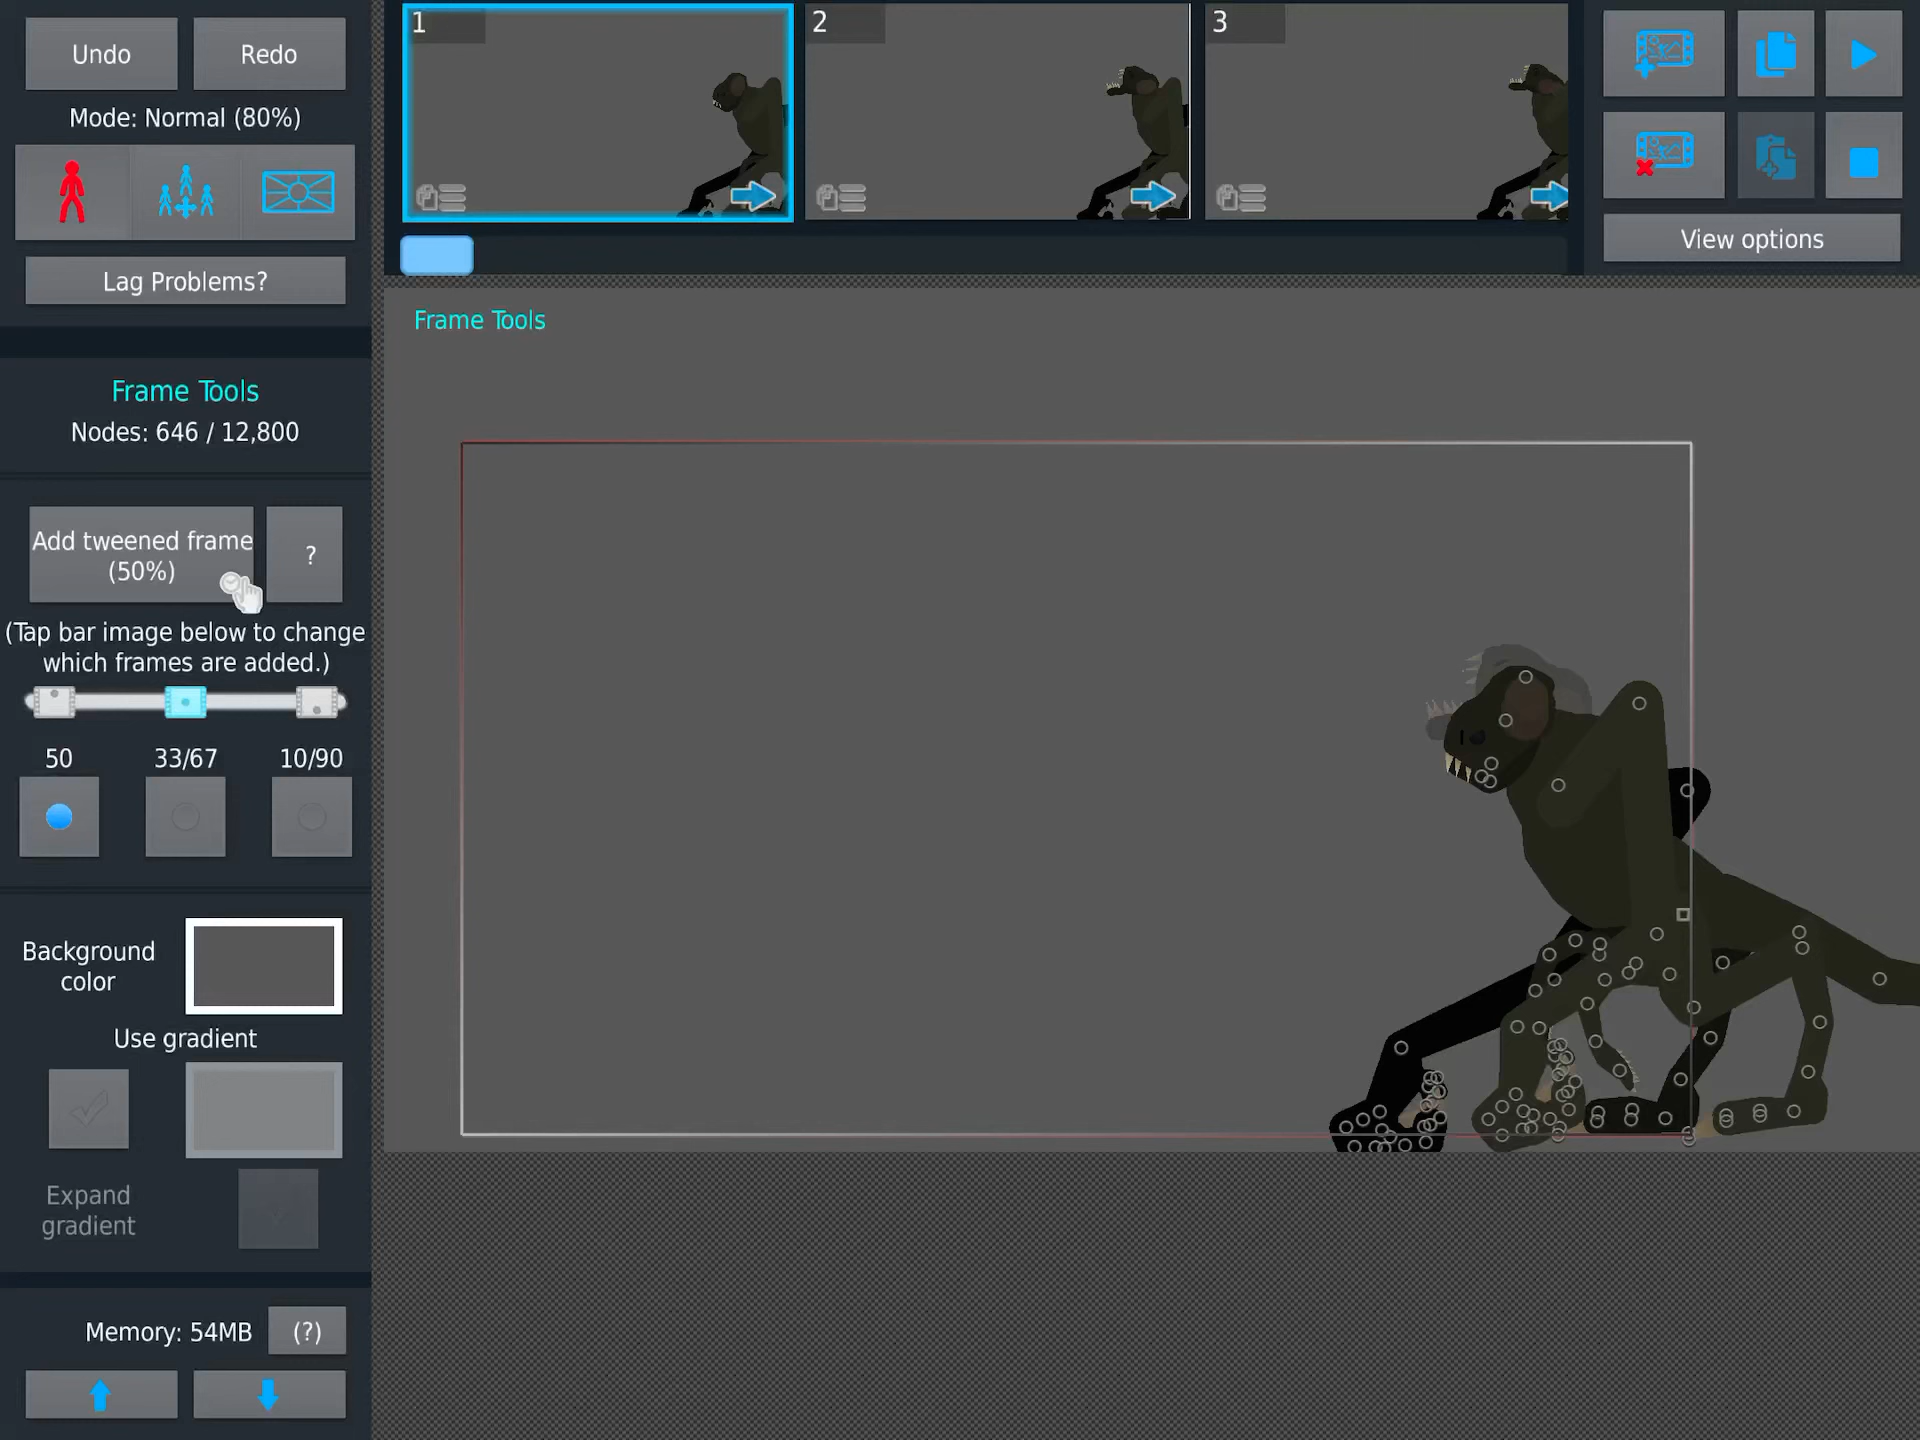 Undo
Redo
Mode: Normal (80%)
Lag Problems?
Frame Tools
Nodes: 646 / 12,800
Add tweened frame
(50%)
?
(Tap bar image below to change
which frames are added.)
50
33/67
10/90
Background
color
Use gradient
Expand
gradient
Memory: 54MB
(?)
1
2
3
View options
Frame Tools